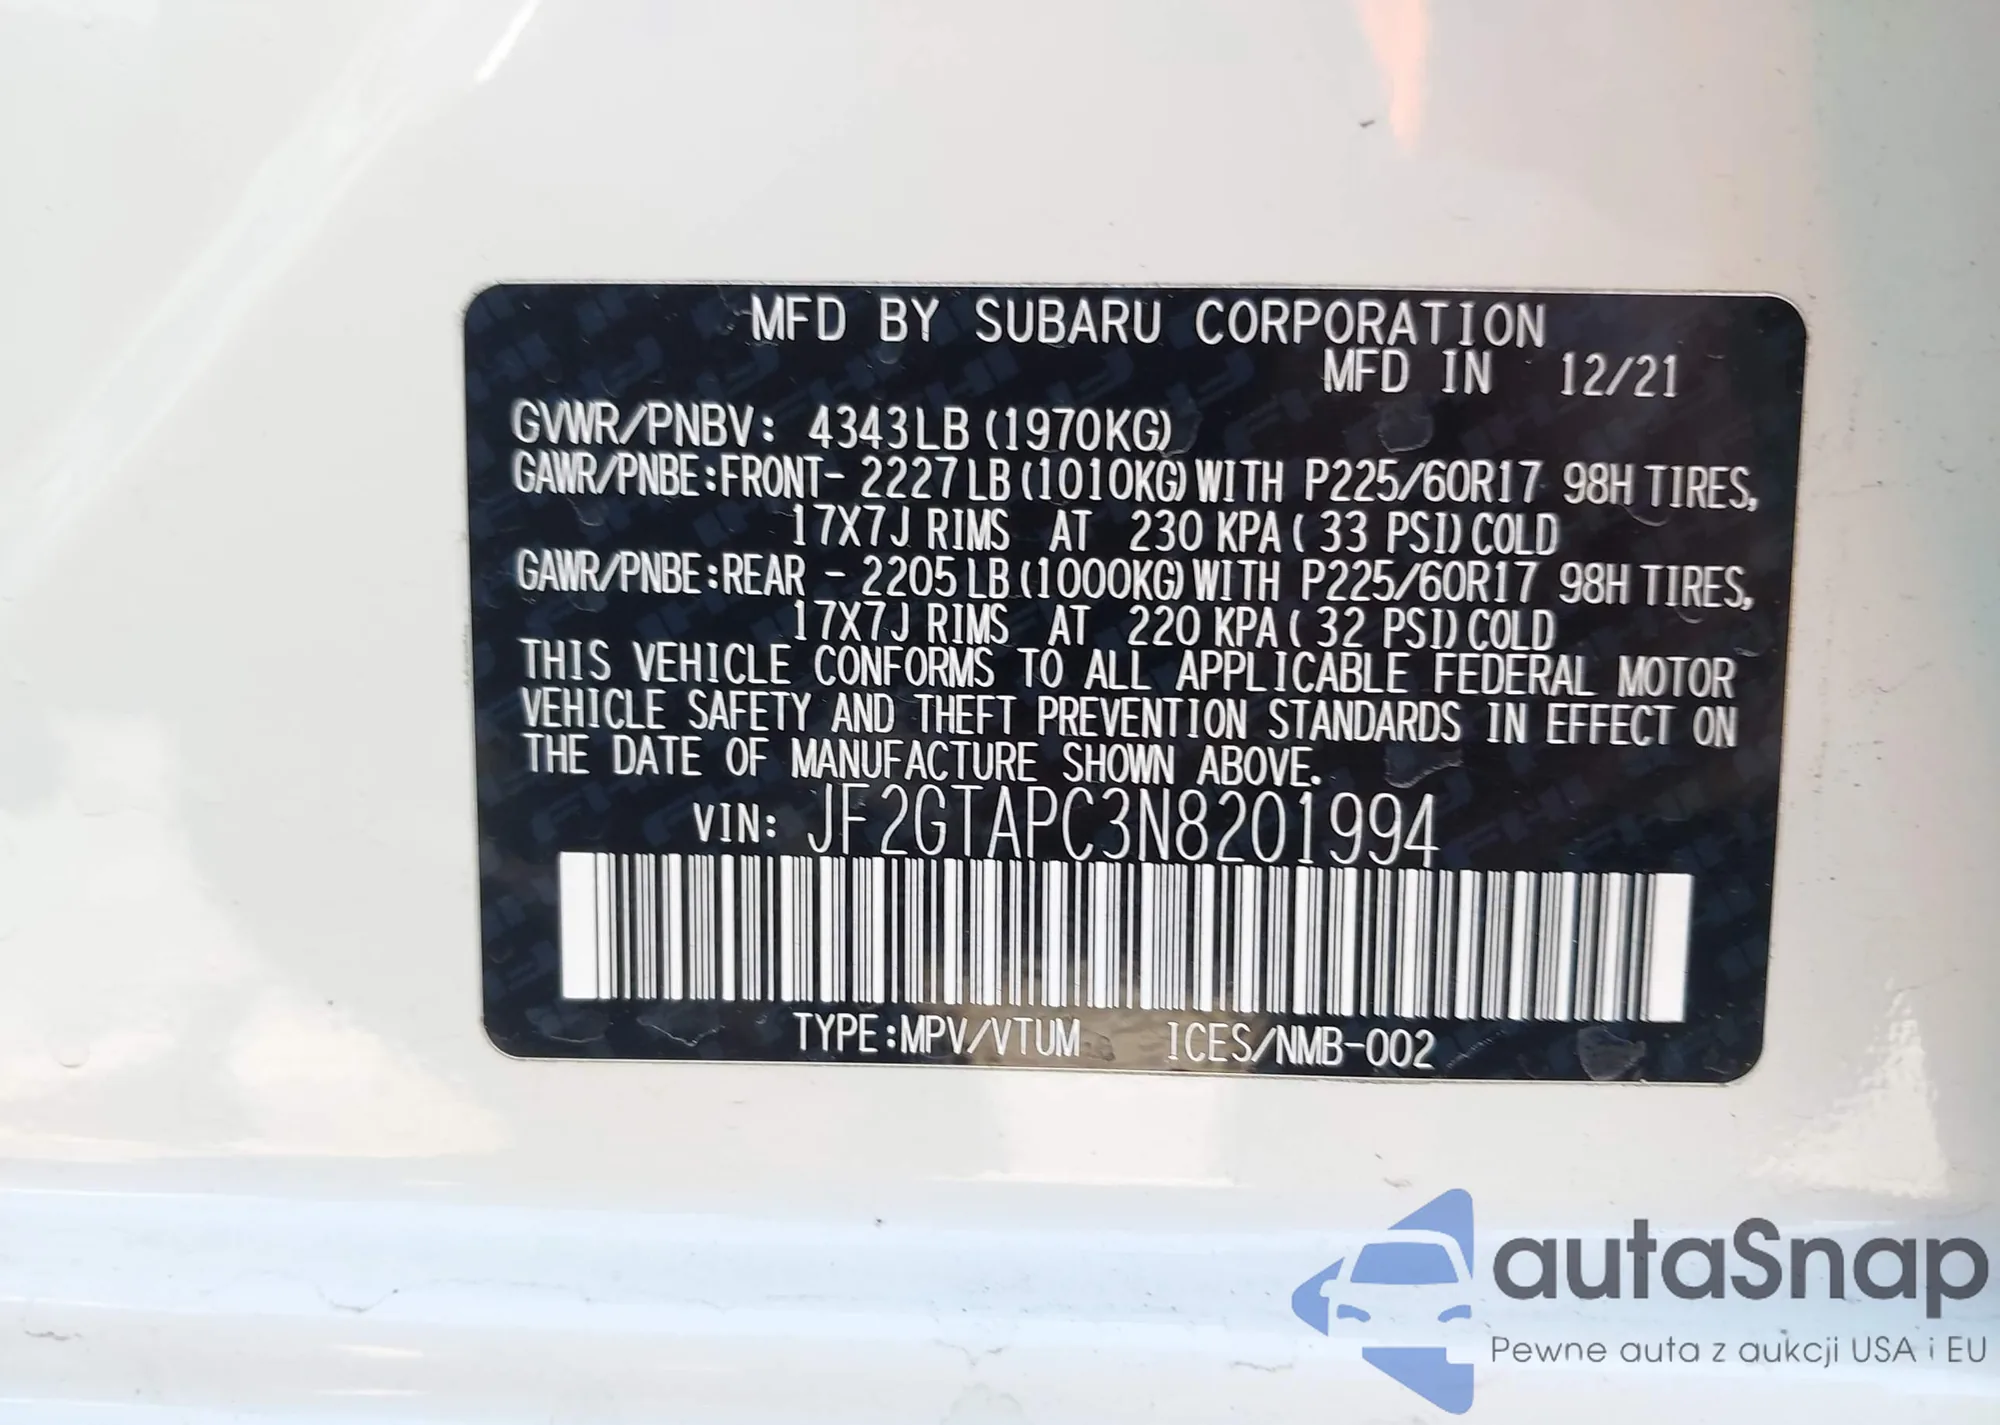 MFD BY SUBARU CORPORATION
MFD IN 12/21
GVWR/PNBV: 4343LB (1970KG)
GAWR/PNBE:FRONT- 2227LB (1010KG) WITH P225/60R17 98H TIRES,
17X7J RIMS AT 230 KPA ( 33 PSI) COLD
GAWR/PNBE:REAR - 2205LB (1000KG) WITH P225/60R17 98H TIRES,
17X7J RIMS AT 220 KPA ( 32 PSI) COLD
THIS VEHICLE CONFORMS TO ALL APPLICABLE FEDERAL MOTOR
VEHICLE SAFETY AND THEFT PREVENTION STANDARDS IN EFFECT ON
THE DATE OF MANUFACTURE SHOWN ABOVE.
VIN: JF2GTAPC3N8201994
TYPE:MPV/VTUM ICES/NMB-002
autaSnap
Pewne auta z aukcji USA i EU